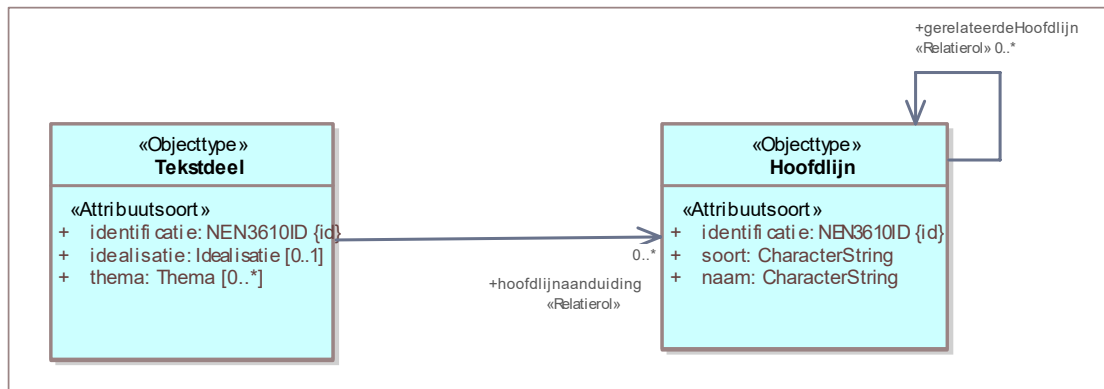 +gerelateerdeHoofdlijn
«Relatierol» 0..*
«Objecttype»
Tekstdeel
«Attribuutsoort»
+ identificatie: NEN3610ID {id}
+ idealisatie: Idealisatie [0..1]
+ thema: Thema [0..*]
0..*
+hoofdlijnaanduiding
«Relatierol»
«Objecttype»
Hoofdlijn
«Attribuutsoort»
+ identificatie: NEN3610ID {id}
+ soort: CharacterString
+ naam: CharacterString